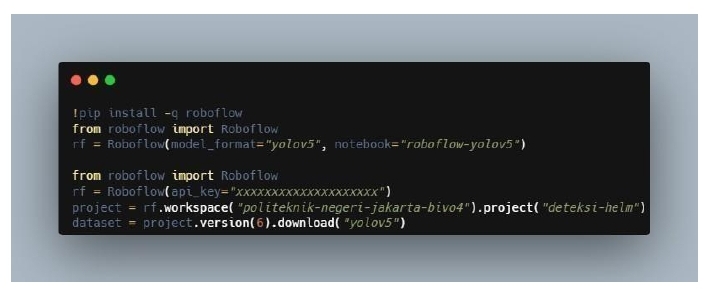 !pip install -q roboflow
from roboflow import Roboflow
rf = Roboflow(model_format="yolov5", notebook="roboflow-yolov5")
from roboflow import Roboflow
rf = Roboflow(api_key="xxxxxxxxxxxxxxxxxxxx")
project = rf.workspace("politeknik-negeri-jakarta-bivo4").project("deteksi-helm")
dataset = project.version(6).download("yolov5")